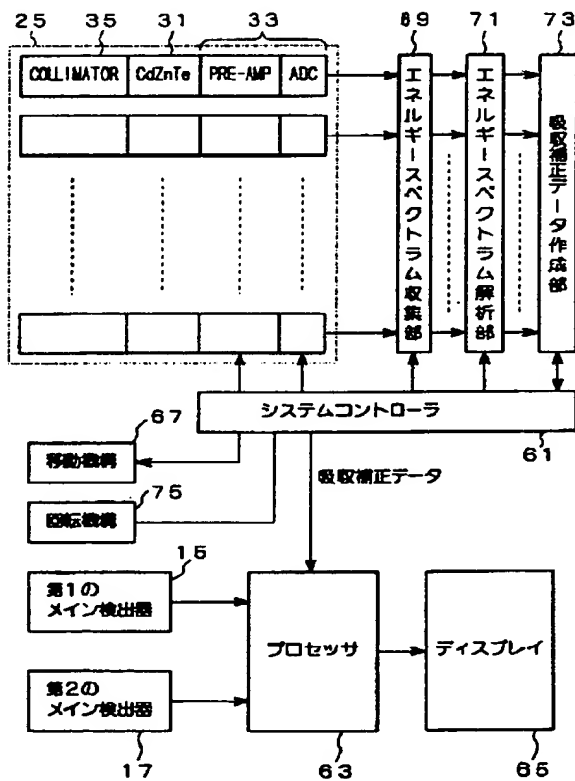 25 35 31 33 69 71 73
COLLIMATOR CdZnTe PRE-AMP ADC
エネルギースペクトラム収集部
エネルギースペクトラム解析部
吸収補正データ作成部
システムコントローラ
67
61
移動機構
吸収補正データ
75
回転機構
15
第1の
メイン検出器
プロセッサ
ディスプレイ
第2の
メイン検出器
17
63
65